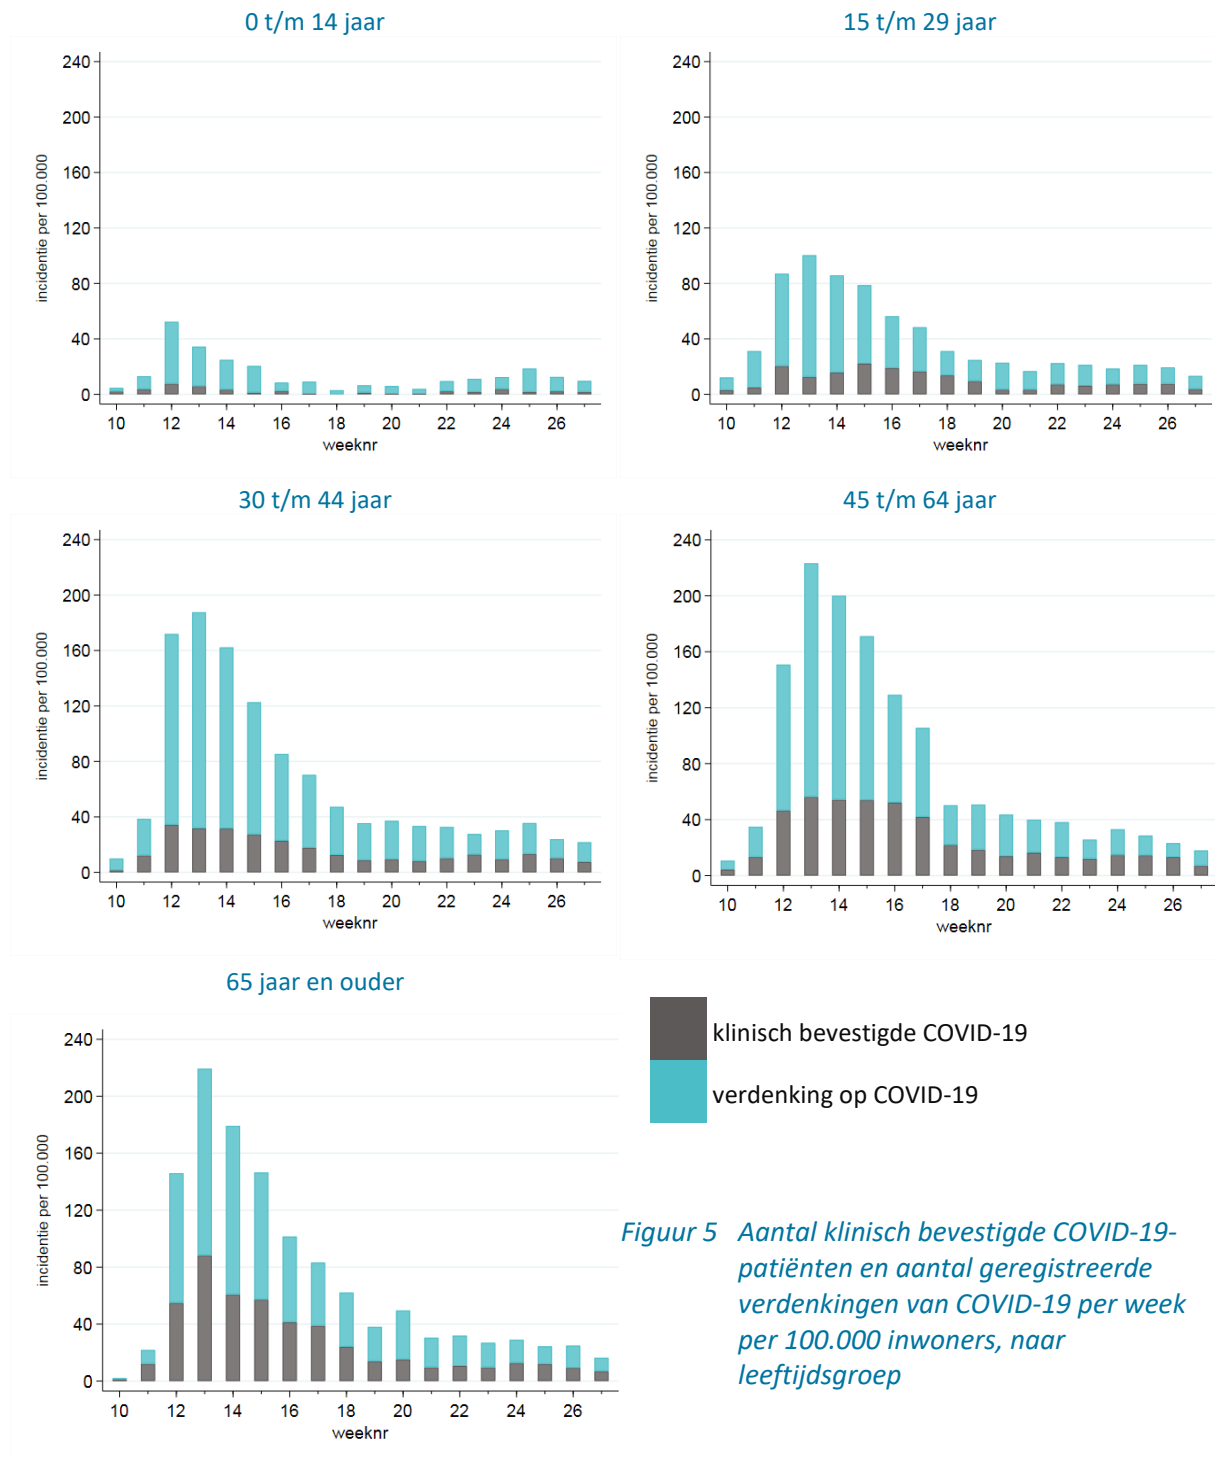 0 t/m 14 jaar
240
200
160
120
80
40
0
incidentie per 100.000
10 12 14 16 18 20 22 24 26
weeknr
15 t/m 29 jaar
240
200
160
120
80
40
0
incidentie per 100.000
10 12 14 16 18 20 22 24 26
weeknr
30 t/m 44 jaar
240
200
160
120
80
40
0
incidentie per 100.000
10 12 14 16 18 20 22 24 26
weeknr
45 t/m 64 jaar
240
200
160
120
80
40
0
incidentie per 100.000
10 12 14 16 18 20 22 24 26
weeknr
65 jaar en ouder
240
200
160
120
80
40
0
incidentie per 100.000
10 12 14 16 18 20 22 24 26
weeknr
klinisch bevestigde COVID-19
verdenking op COVID-19
Figuur 5 Aantal klinisch bevestigde COVID-19-
patiënten en aantal geregistreerde
verdenkingen van COVID-19 per week
per 100.000 inwoners, naar
leeftijdsgroep